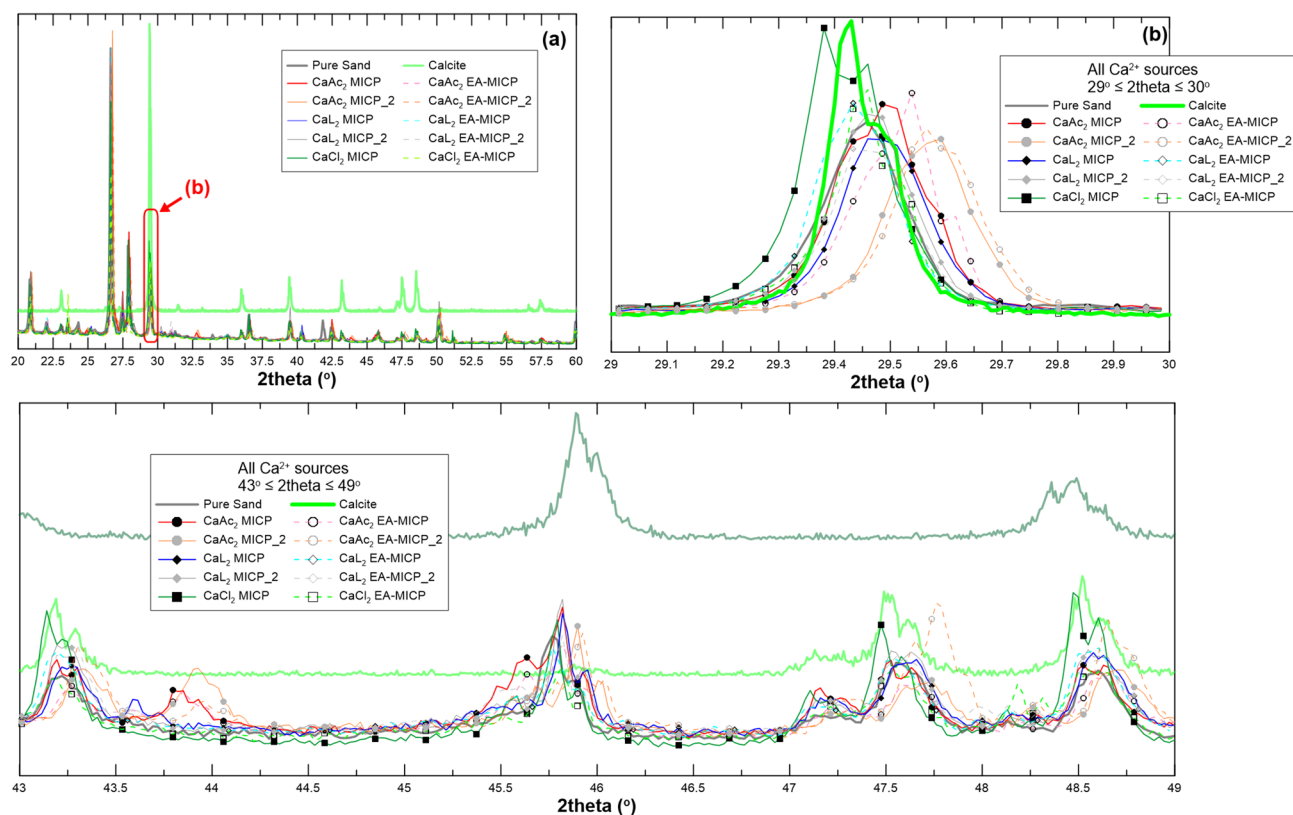 (a)
Pure Sand Calcite
CaAc₂ MICP CaAc₂ EA-MICP
CaAc₂ MICP_2 CaAc₂ EA-MICP_2
CaL₂ MICP CaL₂ EA-MICP
CaL₂ MICP_2 CaL₂ EA-MICP_2
CaCl₂ MICP CaCl₂ EA-MICP
(b)
20 22.5 25 27.5 30 32.5 35 37.5 40 42.5 45 47.5 50 52.5 55 57.5 60
2theta (º)
(b)
All Ca²⁺ sources
29º ≤ 2theta ≤ 30º
Pure Sand Calcite
CaAc₂ MICP CaAc₂ EA-MICP
CaAc₂ MICP_2 CaAc₂ EA-MICP_2
CaL₂ MICP CaL₂ EA-MICP
CaL₂ MICP_2 CaL₂ EA-MICP_2
CaCl₂ MICP CaCl₂ EA-MICP
29 29.1 29.2 29.3 29.4 29.5 29.6 29.7 29.8 29.9 30
2theta (º)
All Ca²⁺ sources
43º ≤ 2theta ≤ 49º
Pure Sand Calcite
CaAc₂ MICP CaAc₂ EA-MICP
CaAc₂ MICP_2 CaAc₂ EA-MICP_2
CaL₂ MICP CaL₂ EA-MICP
CaL₂ MICP_2 CaL₂ EA-MICP_2
CaCl₂ MICP CaCl₂ EA-MICP
43 43.5 44 44.5 45 45.5 46 46.5 47 47.5 48 48.5 49
2theta (º)